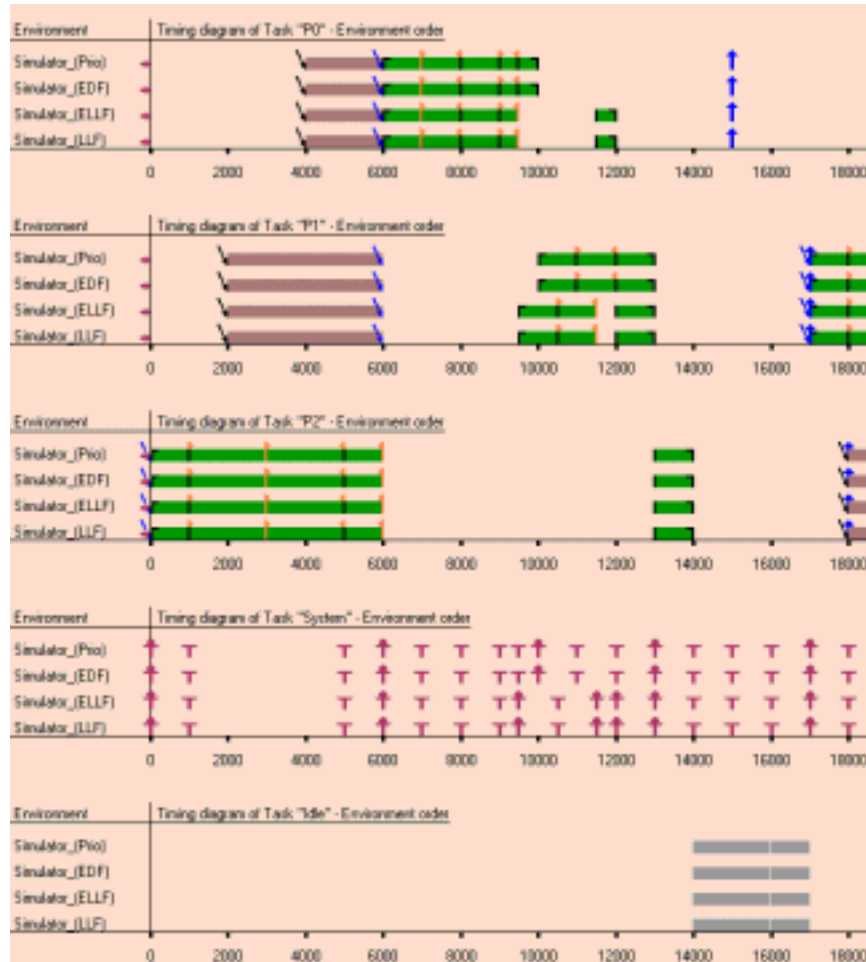 Environment Timing diagram of Task "P0" - Environment order
Simulator_(Prio)
Simulator_(EDF)
Simulator_(ELLF)
Simulator_(LLF)
0 2000 4000 6000 8000 10000 12000 14000 16000 18000
Environment Timing diagram of Task "P1" - Environment order
Simulator_(Prio)
Simulator_(EDF)
Simulator_(ELLF)
Simulator_(LLF)
0 2000 4000 6000 8000 10000 12000 14000 16000 18000
Environment Timing diagram of Task "P2" - Environment order
Simulator_(Prio)
Simulator_(EDF)
Simulator_(ELLF)
Simulator_(LLF)
0 2000 4000 6000 8000 10000 12000 14000 16000 18000
Environment Timing diagram of Task "System" - Environment order
Simulator_(Prio)
Simulator_(EDF)
Simulator_(ELLF)
Simulator_(LLF)
0 2000 4000 6000 8000 10000 12000 14000 16000 18000
Environment Timing diagram of Task "Idle" - Environment order
Simulator_(Prio)
Simulator_(EDF)
Simulator_(ELLF)
Simulator_(LLF)
0 2000 4000 6000 8000 10000 12000 14000 16000 18000